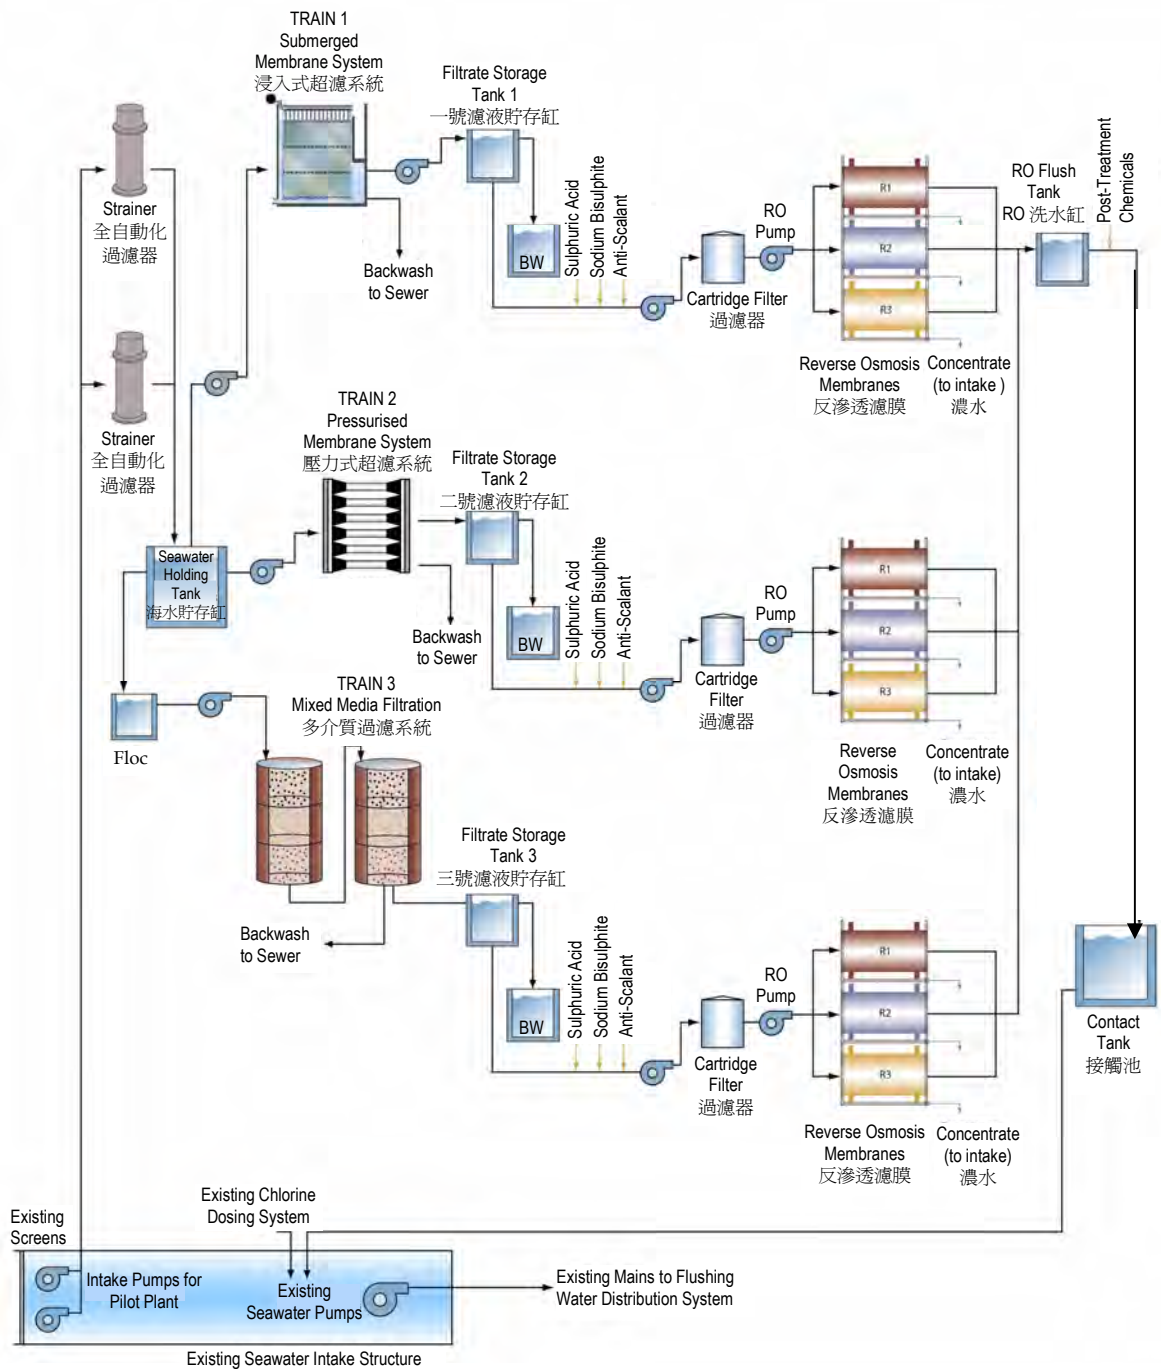 TRAIN 1
Submerged
Membrane System
浸入式超濾系統
Filtrate Storage
Tank 1
一號濾液貯存缸
Strainer
全自動化
過濾器
BW
Backwash
to Sewer
Sulphuric Acid
Sodium Bisulphite
Anti-Scalant
Cartridge Filter
過濾器
RO
Pump
R1
R2
R3
Reverse Osmosis
Membranes
反滲透濾膜
Concentrate
(to intake )
濃水
RO Flush
Tank
RO 洗水缸
Post-Treatment
Chemicals
Strainer
全自動化
過濾器
TRAIN 2
Pressurised
Membrane System
壓力式超濾系統
Filtrate Storage
Tank 2
二號濾液貯存缸
Seawater
Holding
Tank
海水貯存缸
BW
Backwash
to Sewer
Sulphuric Acid
Sodium Bisulphite
Anti-Scalant
Cartridge
Filter
過濾器
RO
Pump
R1
R2
R3
Reverse
Osmosis
Membranes
反滲透濾膜
Concentrate
(to intake)
濃水
Floc
TRAIN 3
Mixed Media Filtration
多介質過濾系統
Filtrate Storage
Tank 3
三號濾液貯存缸
Backwash
to Sewer
BW
Sulphuric Acid
Sodium Bisulphite
Anti-Scalant
Cartridge
Filter
過濾器
RO
Pump
R1
R2
R3
Reverse Osmosis
Membranes
反滲透濾膜
Concentrate
(to intake)
濃水
Contact
Tank
接觸池
Existing
Screens
Existing Chlorine
Dosing System
Intake Pumps for
Pilot Plant
Existing
Seawater Pumps
Existing Mains to Flushing
Water Distribution System
Existing Seawater Intake Structure